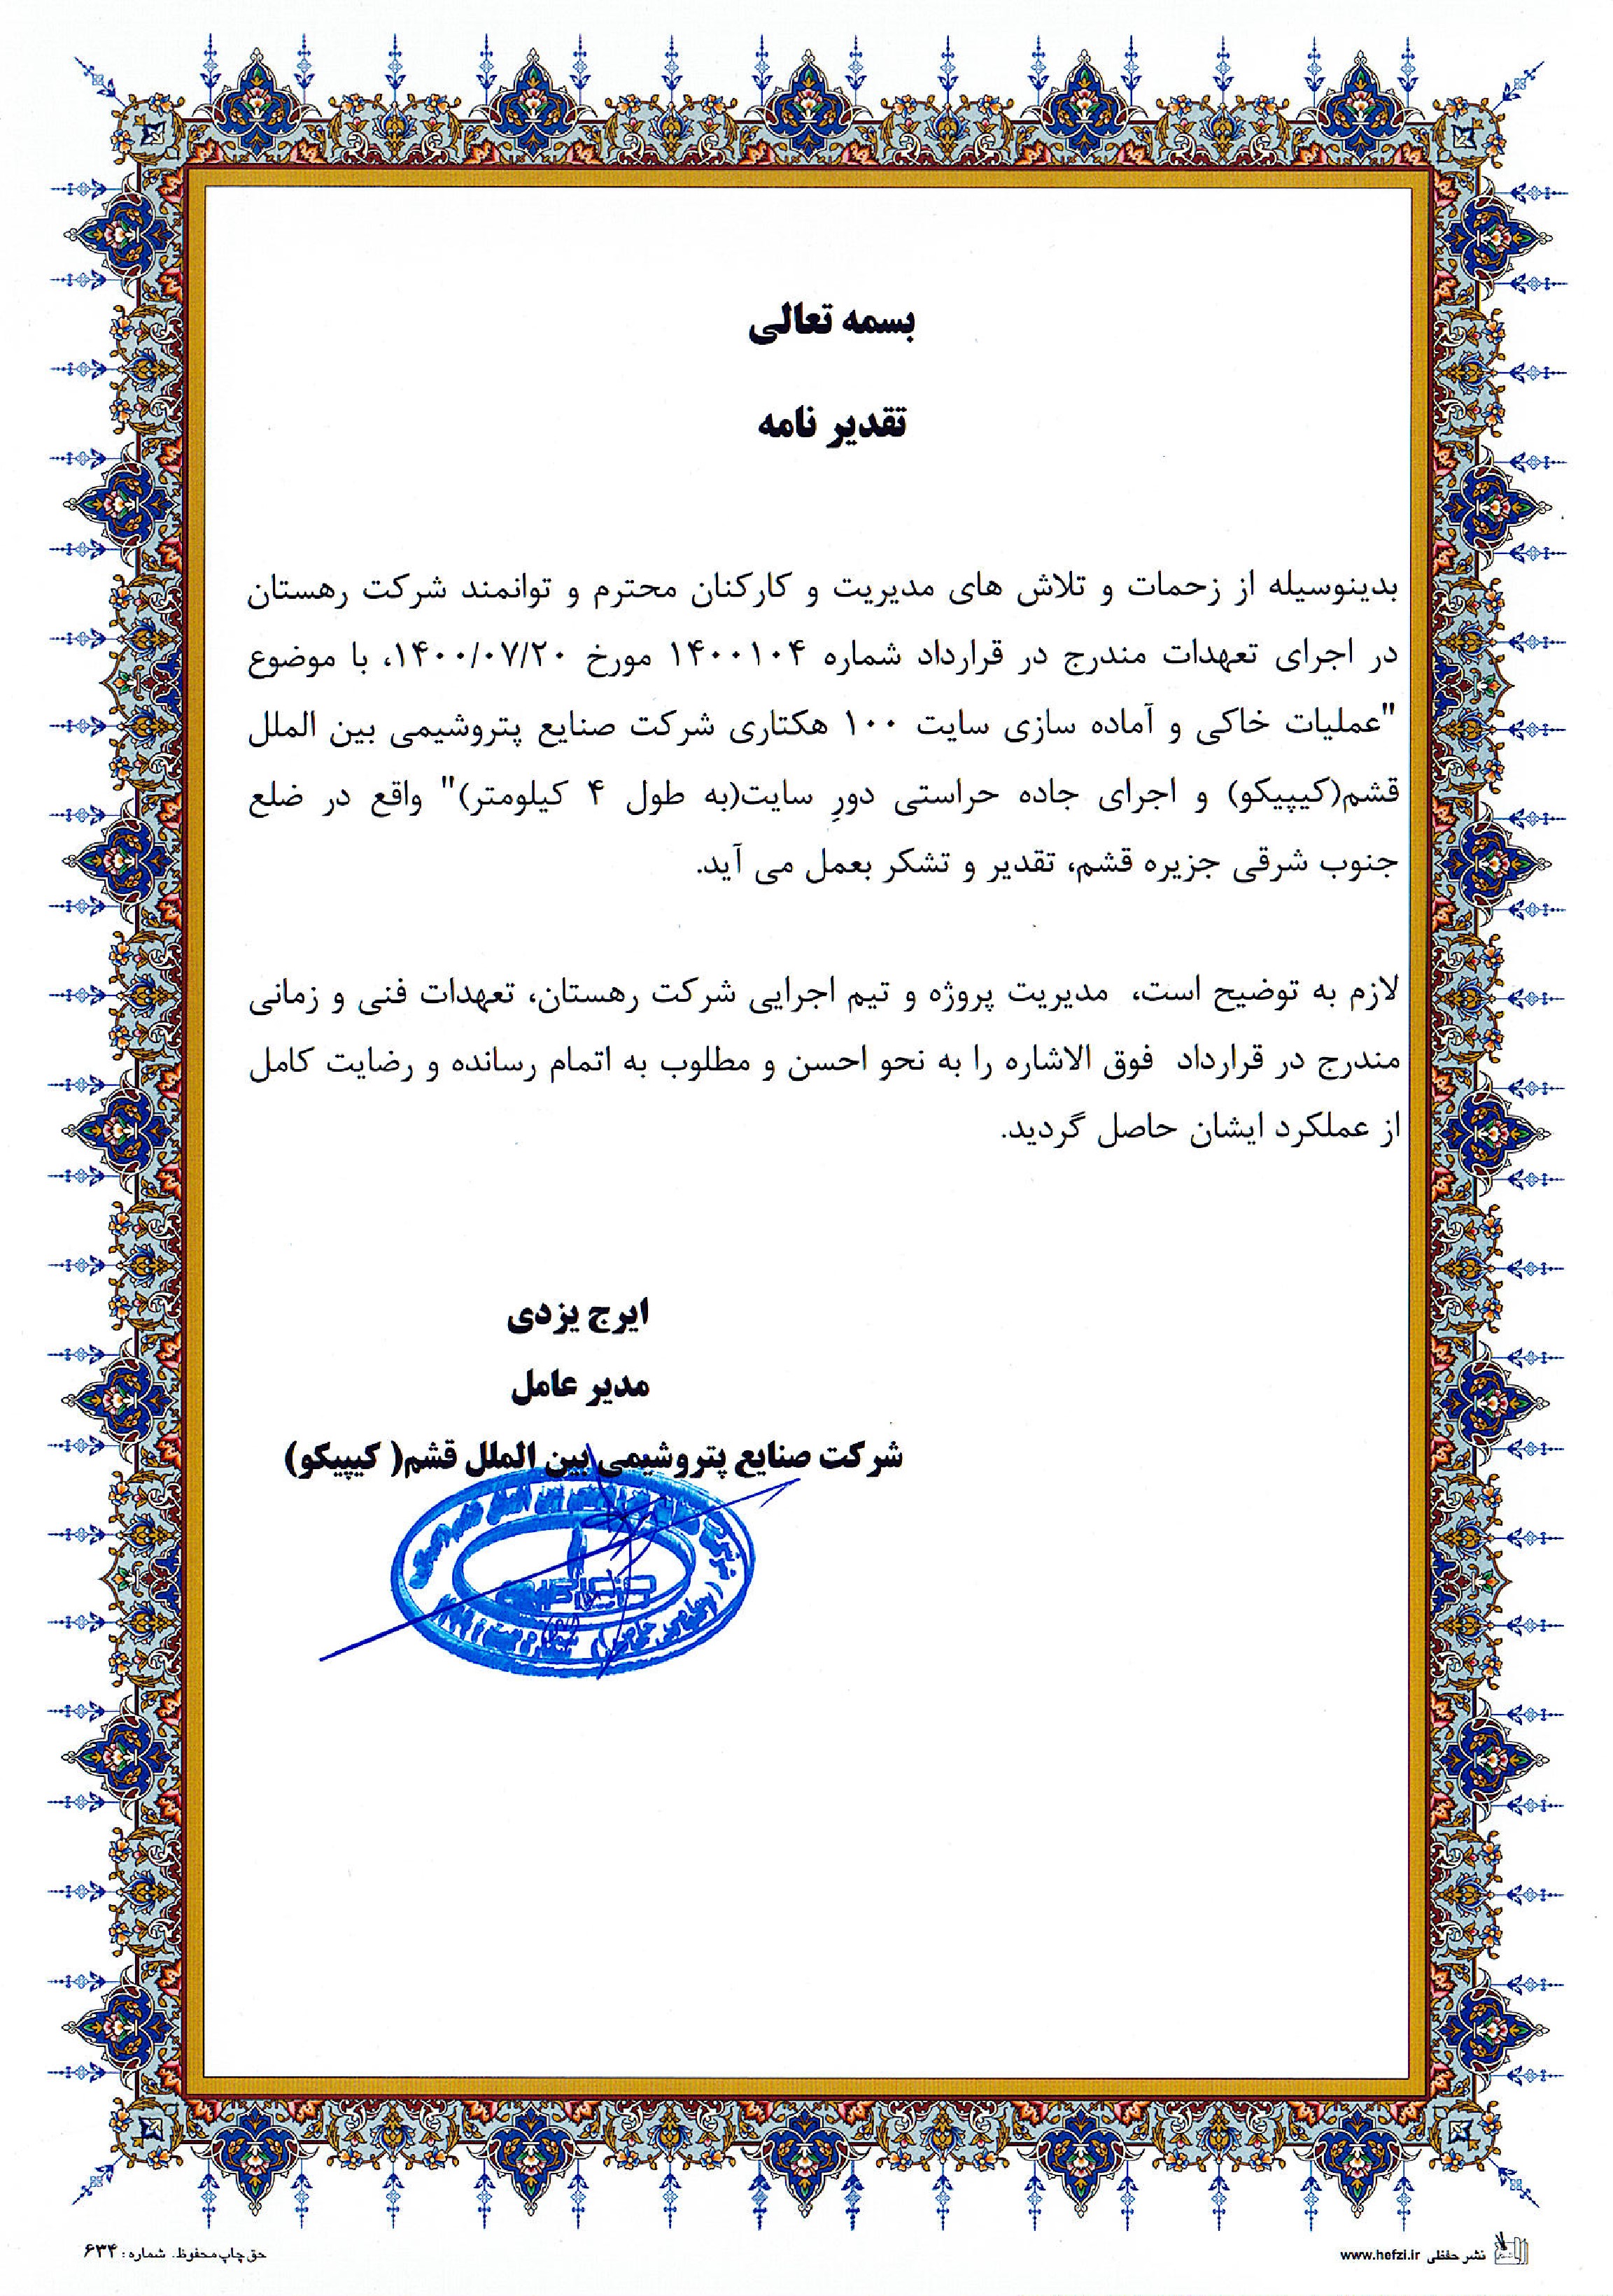 بسمه تعالی
تقدیر نامه
بدینوسیله از زحمات و تلاش های مدیریت و کارکنان محترم و توانمند شرکت رهستان
در اجرای تعهدات مندرج در قرارداد شماره ۱۴۰۰۱۰۴ مورخ ۱۴۰۰/۰۷/۲۰، با موضوع
"عملیات خاکی و آماده سازی سایت ۱۰۰ هکتاری شرکت صنایع پتروشیمی بین الملل
قشم(کیپیکو) و اجرای جاده حراستی دورِ سایت(به طول ۴ کیلومتر)" واقع در ضلع
جنوب شرقی جزیره قشم، تقدیر و تشکر بعمل می آید.
لازم به توضیح است، مدیریت پروژه و تیم اجرایی شرکت رهستان، تعهدات فنی و زمانی
مندرج در قرارداد فوق الاشاره را به نحو احسن و مطلوب به اتمام رسانده و رضایت کامل
از عملکرد ایشان حاصل گردید.
ایرج یزدی
مدیر عامل
شرکت صنایع پتروشیمی بین الملل قشم( کیپیکو)
نشر حفظی www.hefzi.ir
حق چاپ محفوظ. شماره: ۶۳۴